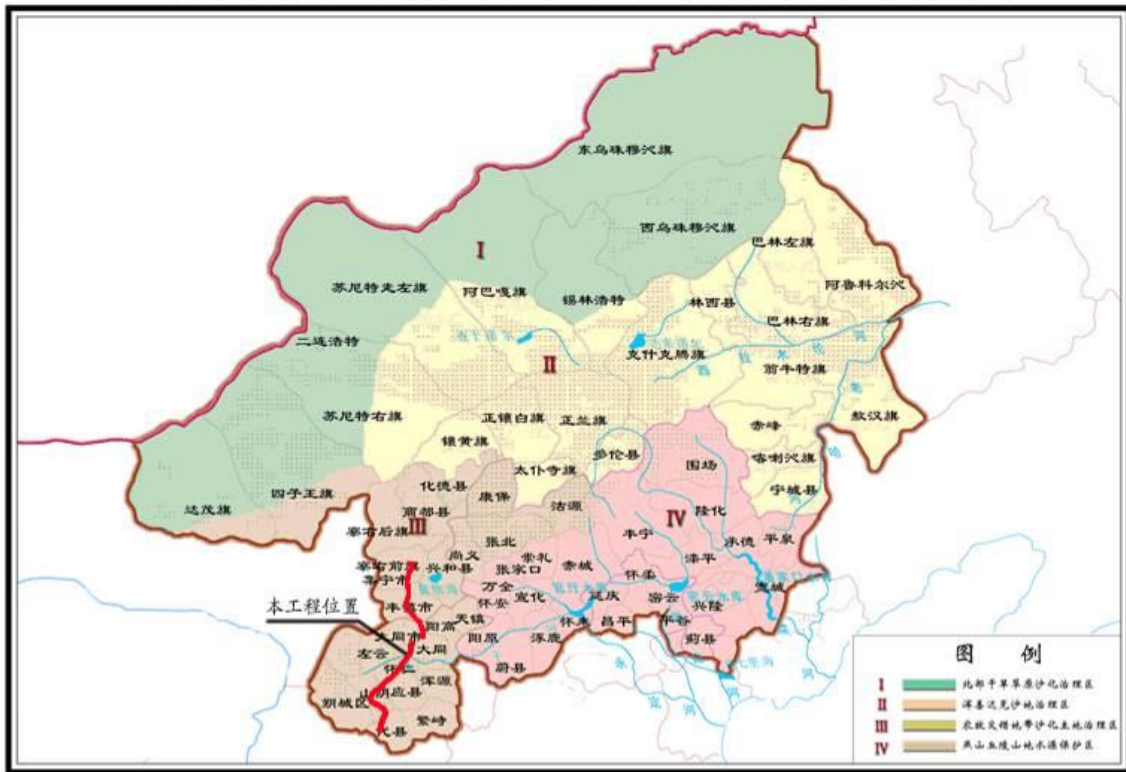 东乌珠穆沁旗
西乌珠穆沁旗
巴林左旗
I
苏尼特走左旗
阿巴嘎旗
阿鲁科尔沁
锡林浩特
林西县
巴林右旗
二连浩特
克什克腾旗
II
翁牛特旗
苏尼特右旗
正镶白旗
正兰旗
敖汉旗
赤峰
镶黄旗
多伦县
喀喇沁旗
太仆寺旗
围场
四子王旗
化德县
康保
宁城县
达茂旗
商都县
沽源
隆化
III
IV
察右后旗
张北
丰宁
承德
平泉
尚义
崇礼
滦平
察右前旗
兴和县
张家口
赤城
集宁市
万全
怀柔
宣化
宽城
丰镇市
怀安
延庆
密云
兴隆
本工程位置
天镇
阳高
怀来
昌平
平谷
大同市
大同
阳原
涿鹿
蓟县
左云
怀仁
蔚县
浑源
永
定
河
山阴
应县
朔城区
繁峙
代县
图 例
I 北部干旱草原沙化治理区
II 浑善达克沙地治理区
III 农牧交错地带沙化土地治理区
IV 燕山丘陵山地水源保护区